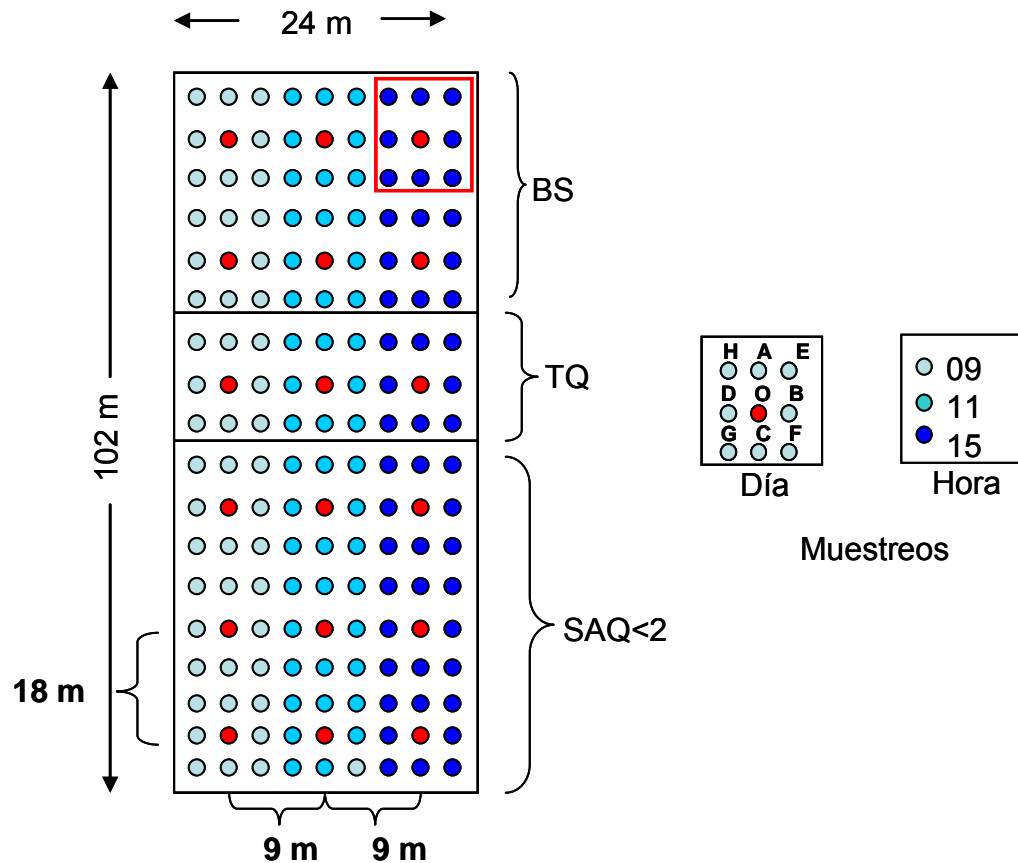 24 m
102 m
BS
TQ
SAQ<2
18 m
9 m 9 m
H A E
D O B
G C F
Día
09
11
15
Hora
Muestreos